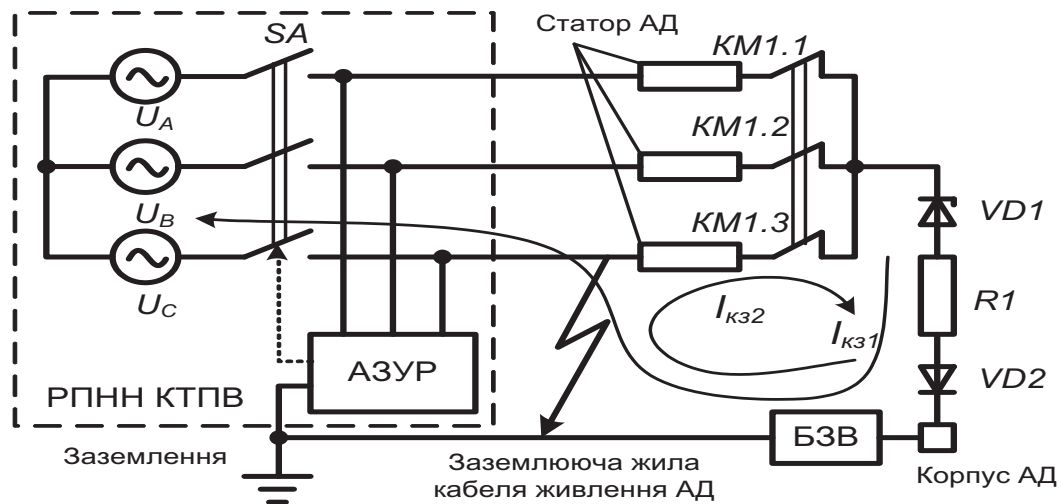 SA
Статор АД
KM1.1
U_A
KM1.2
U_B
KM1.3
VD1
U_C
I_кз2
I_кз1
R1
АЗУР
VD2
РПНН КТПВ
БЗВ
Заземлення
Заземлююча жила
кабеля живлення АД
Корпус АД